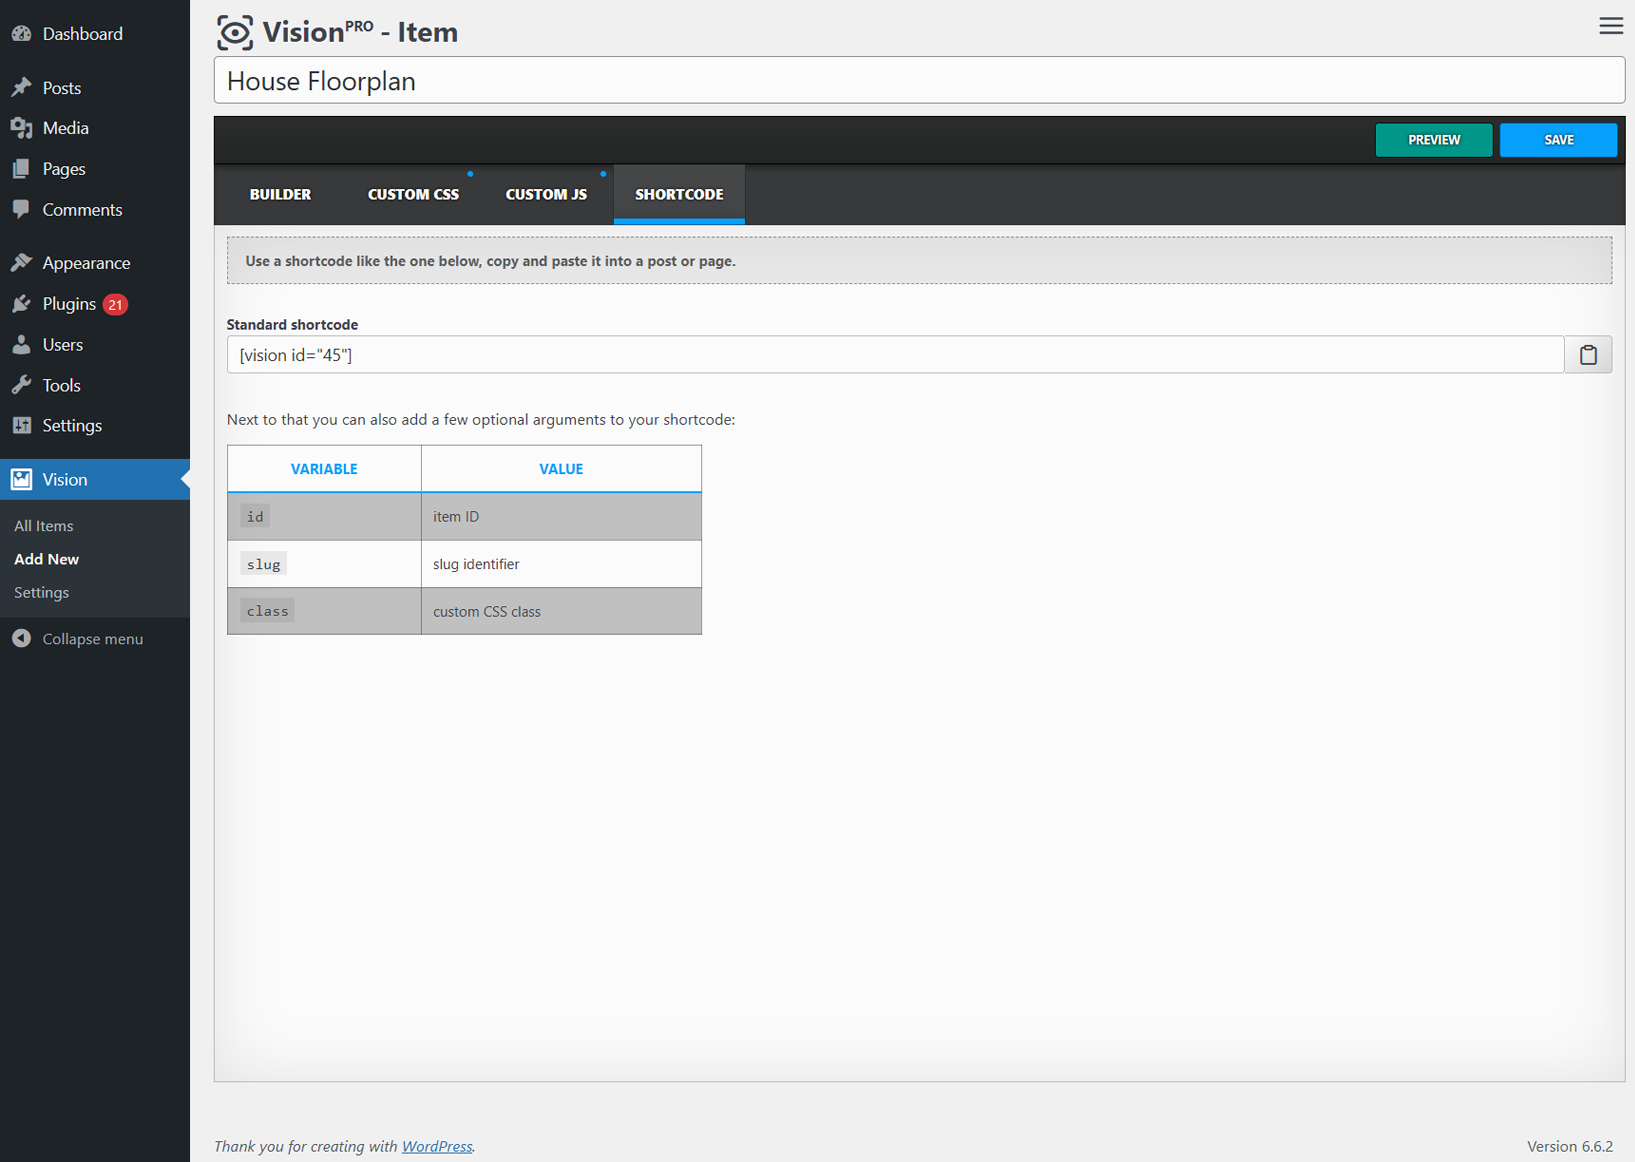 Dashboard
Posts
Media
Pages
Comments
Appearance
Plugins 21
Users
Tools
Settings
Vision
All Items
Add New
Settings
Collapse menu
VisionPRO - Item
House Floorplan
PREVIEW SAVE
BUILDER CUSTOM CSS CUSTOM JS SHORTCODE
Use a shortcode like the one below, copy and paste it into a post or page.
Standard shortcode
[vision id="45"]
Next to that you can also add a few optional arguments to your shortcode:
VARIABLE VALUE
id item ID
slug slug identifier
class custom CSS class
Thank you for creating with WordPress.
Version 6.6.2